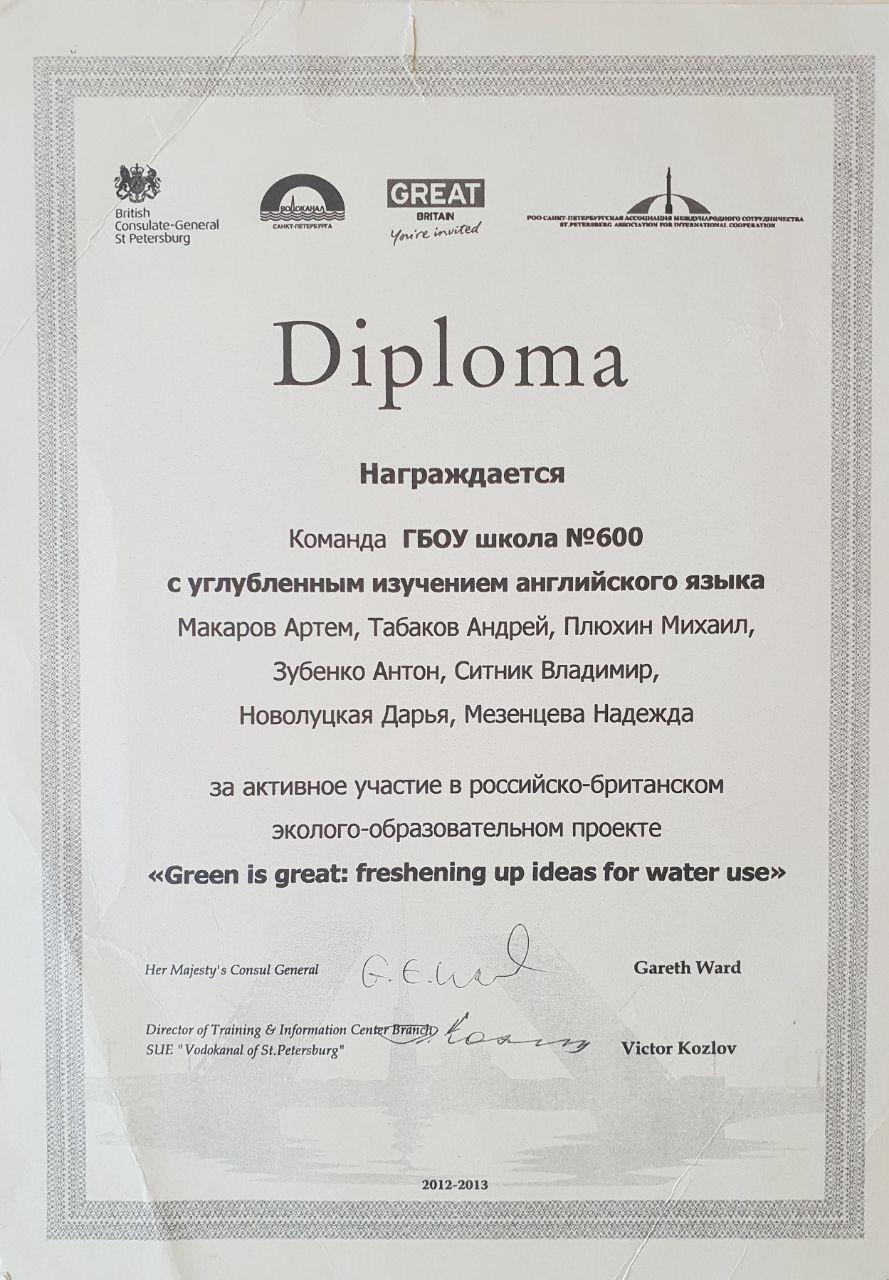 British
Consulate-General
St Petersburg
ВОДОКАНАЛ
САНКТ-ПЕТЕРБУРГА
GREAT
BRITAIN
You're invited
РОО САНКТ-ПЕТЕРБУРГСКАЯ АССОЦИАЦИЯ МЕЖДУНАРОДНОГО СОТРУДНИЧЕСТВА
ST. PETERSBURG ASSOCIATION FOR INTERNATIONAL COOPERATION
Diploma
Награждается
Команда ГБОУ школа №600
с углубленным изучением английского языка
Макаров Артем, Табаков Андрей, Плюхин Михаил,
Зубенко Антон, Ситник Владимир,
Новолуцкая Дарья, Мезенцева Надежда
за активное участие в российско-британском
эколого-образовательном проекте
«Green is great: freshening up ideas for water use»
Her Majesty's Consul General G.E.Ward Gareth Ward
Director of Training & Information Center Branch
SUE "Vodokanal of St.Petersburg" Victor Kozlov
2012-2013